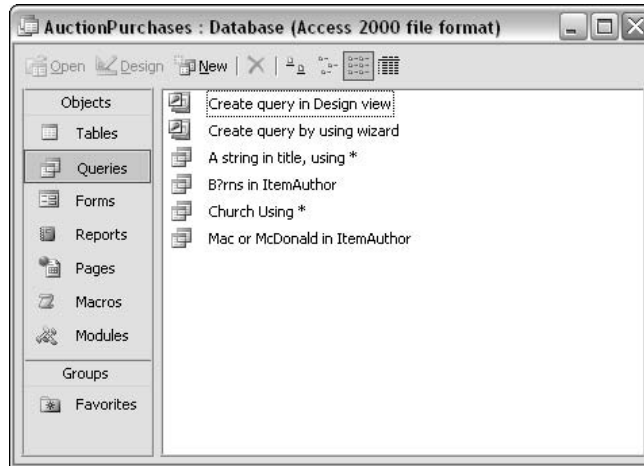 AuctionPurchases : Database (Access 2000 file format)
Open Design New
Objects
Tables
Queries
Forms
Reports
Pages
Macros
Modules
Groups
Favorites
Create query in Design view
Create query by using wizard
A string in title, using *
B?rns in ItemAuthor
Church Using *
Mac or McDonald in ItemAuthor